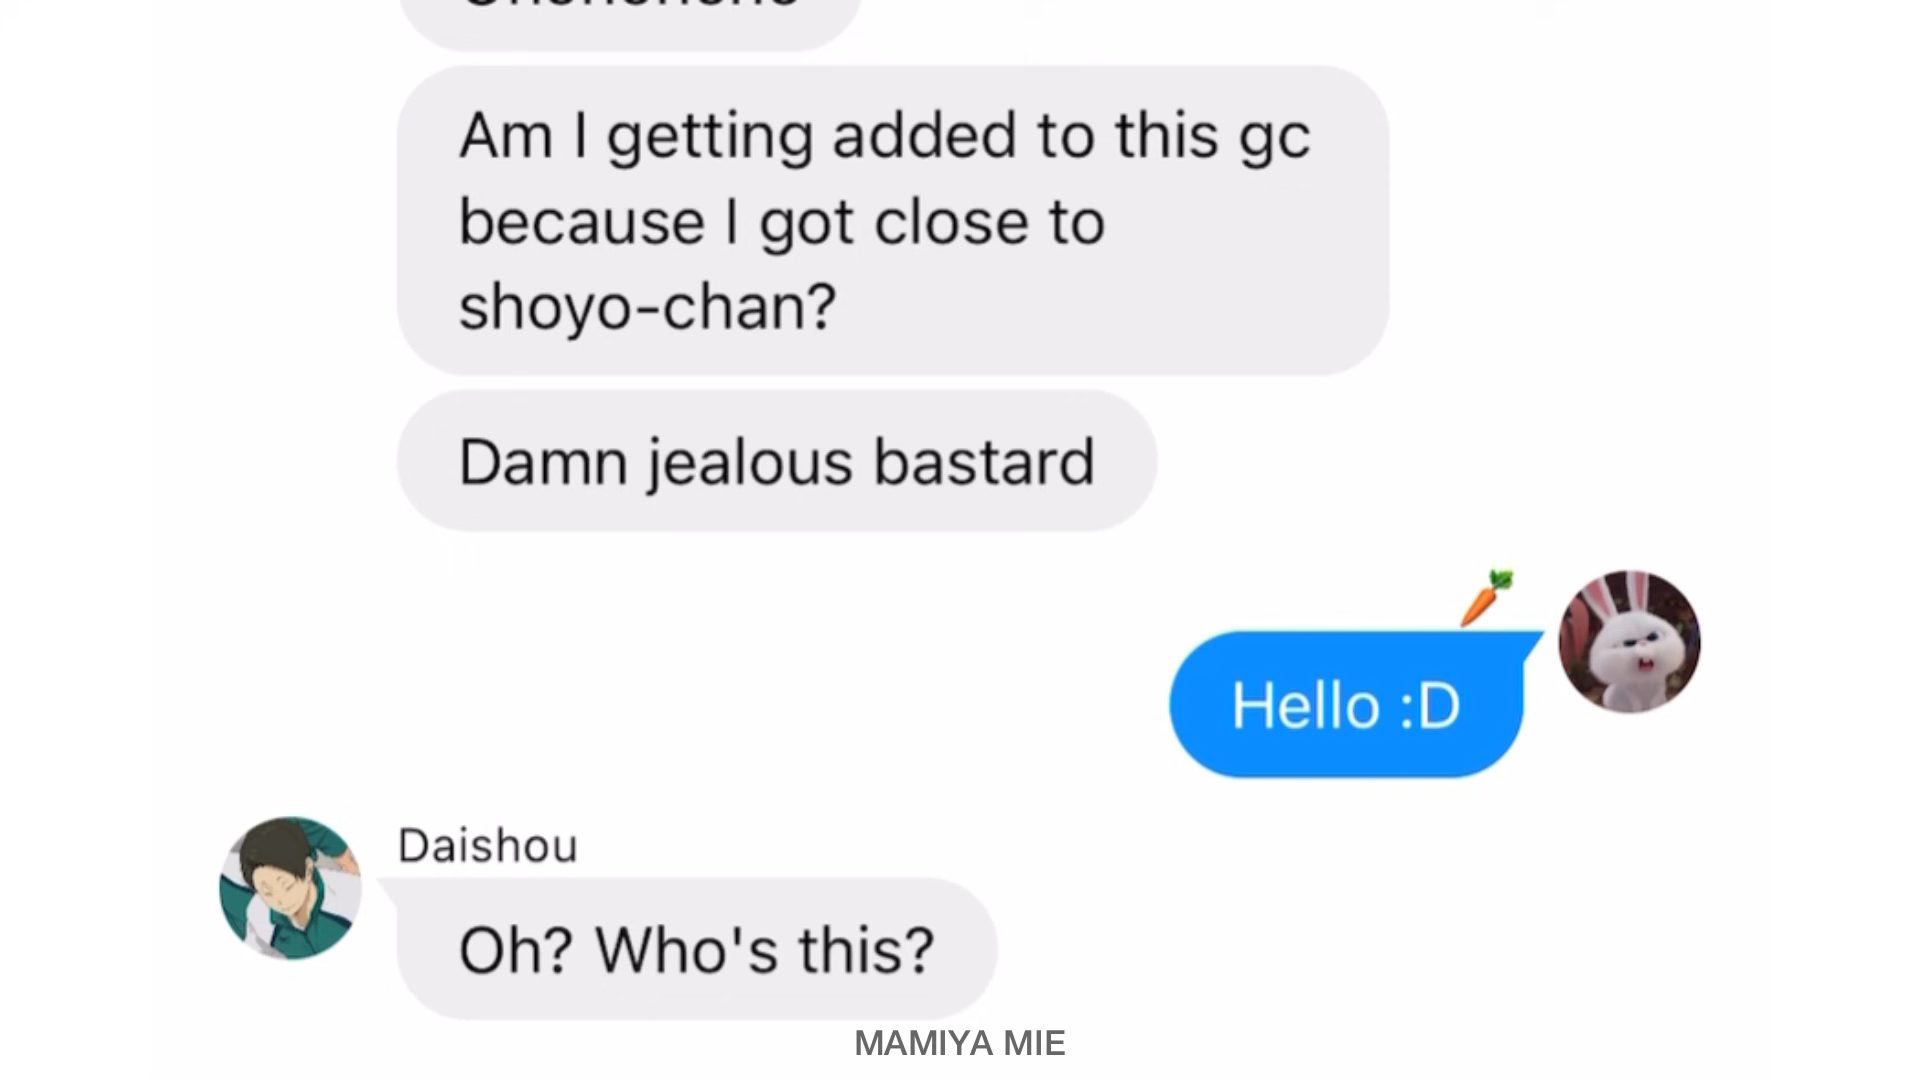 Am I getting added to this gc
because I got close to
shoyo-chan?
Damn jealous bastard
Hello :D
Daishou
Oh? Who's this?
MAMIYA MIE